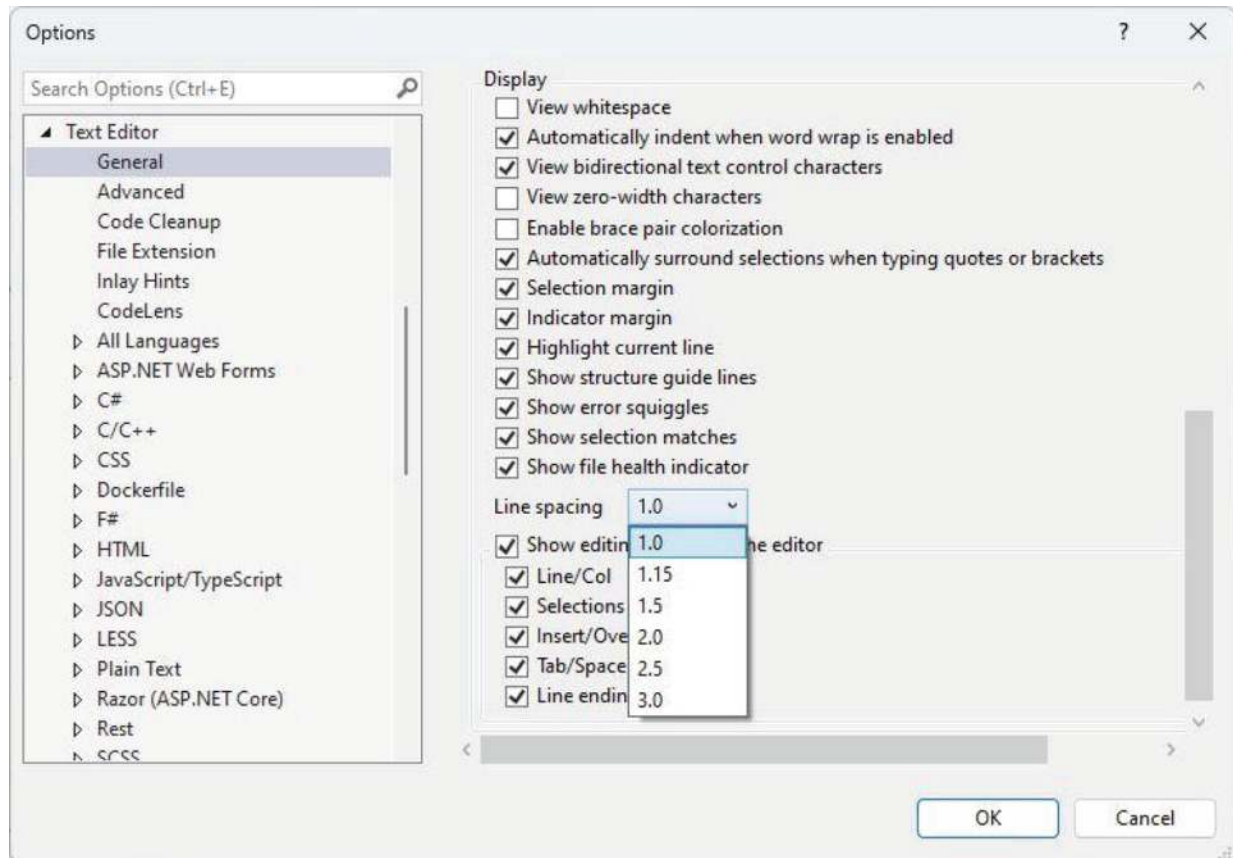 Options
?
Search Options (Ctrl+E)
Text Editor
General
Advanced
Code Cleanup
File Extension
Inlay Hints
CodeLens
All Languages
ASP.NET Web Forms
C#
C/C++
CSS
Dockerfile
F#
HTML
JavaScript/TypeScript
JSON
LESS
Plain Text
Razor (ASP.NET Core)
Rest
SCSS
Display
View whitespace
Automatically indent when word wrap is enabled
View bidirectional text control characters
View zero-width characters
Enable brace pair colorization
Automatically surround selections when typing quotes or brackets
Selection margin
Indicator margin
Highlight current line
Show structure guide lines
Show error squiggles
Show selection matches
Show file health indicator
Line spacing 1.0
Show editin 1.0 he editor
Line/Col 1.15
Selections 1.5
Insert/Ove 2.0
Tab/Space 2.5
Line endin 3.0
OK Cancel